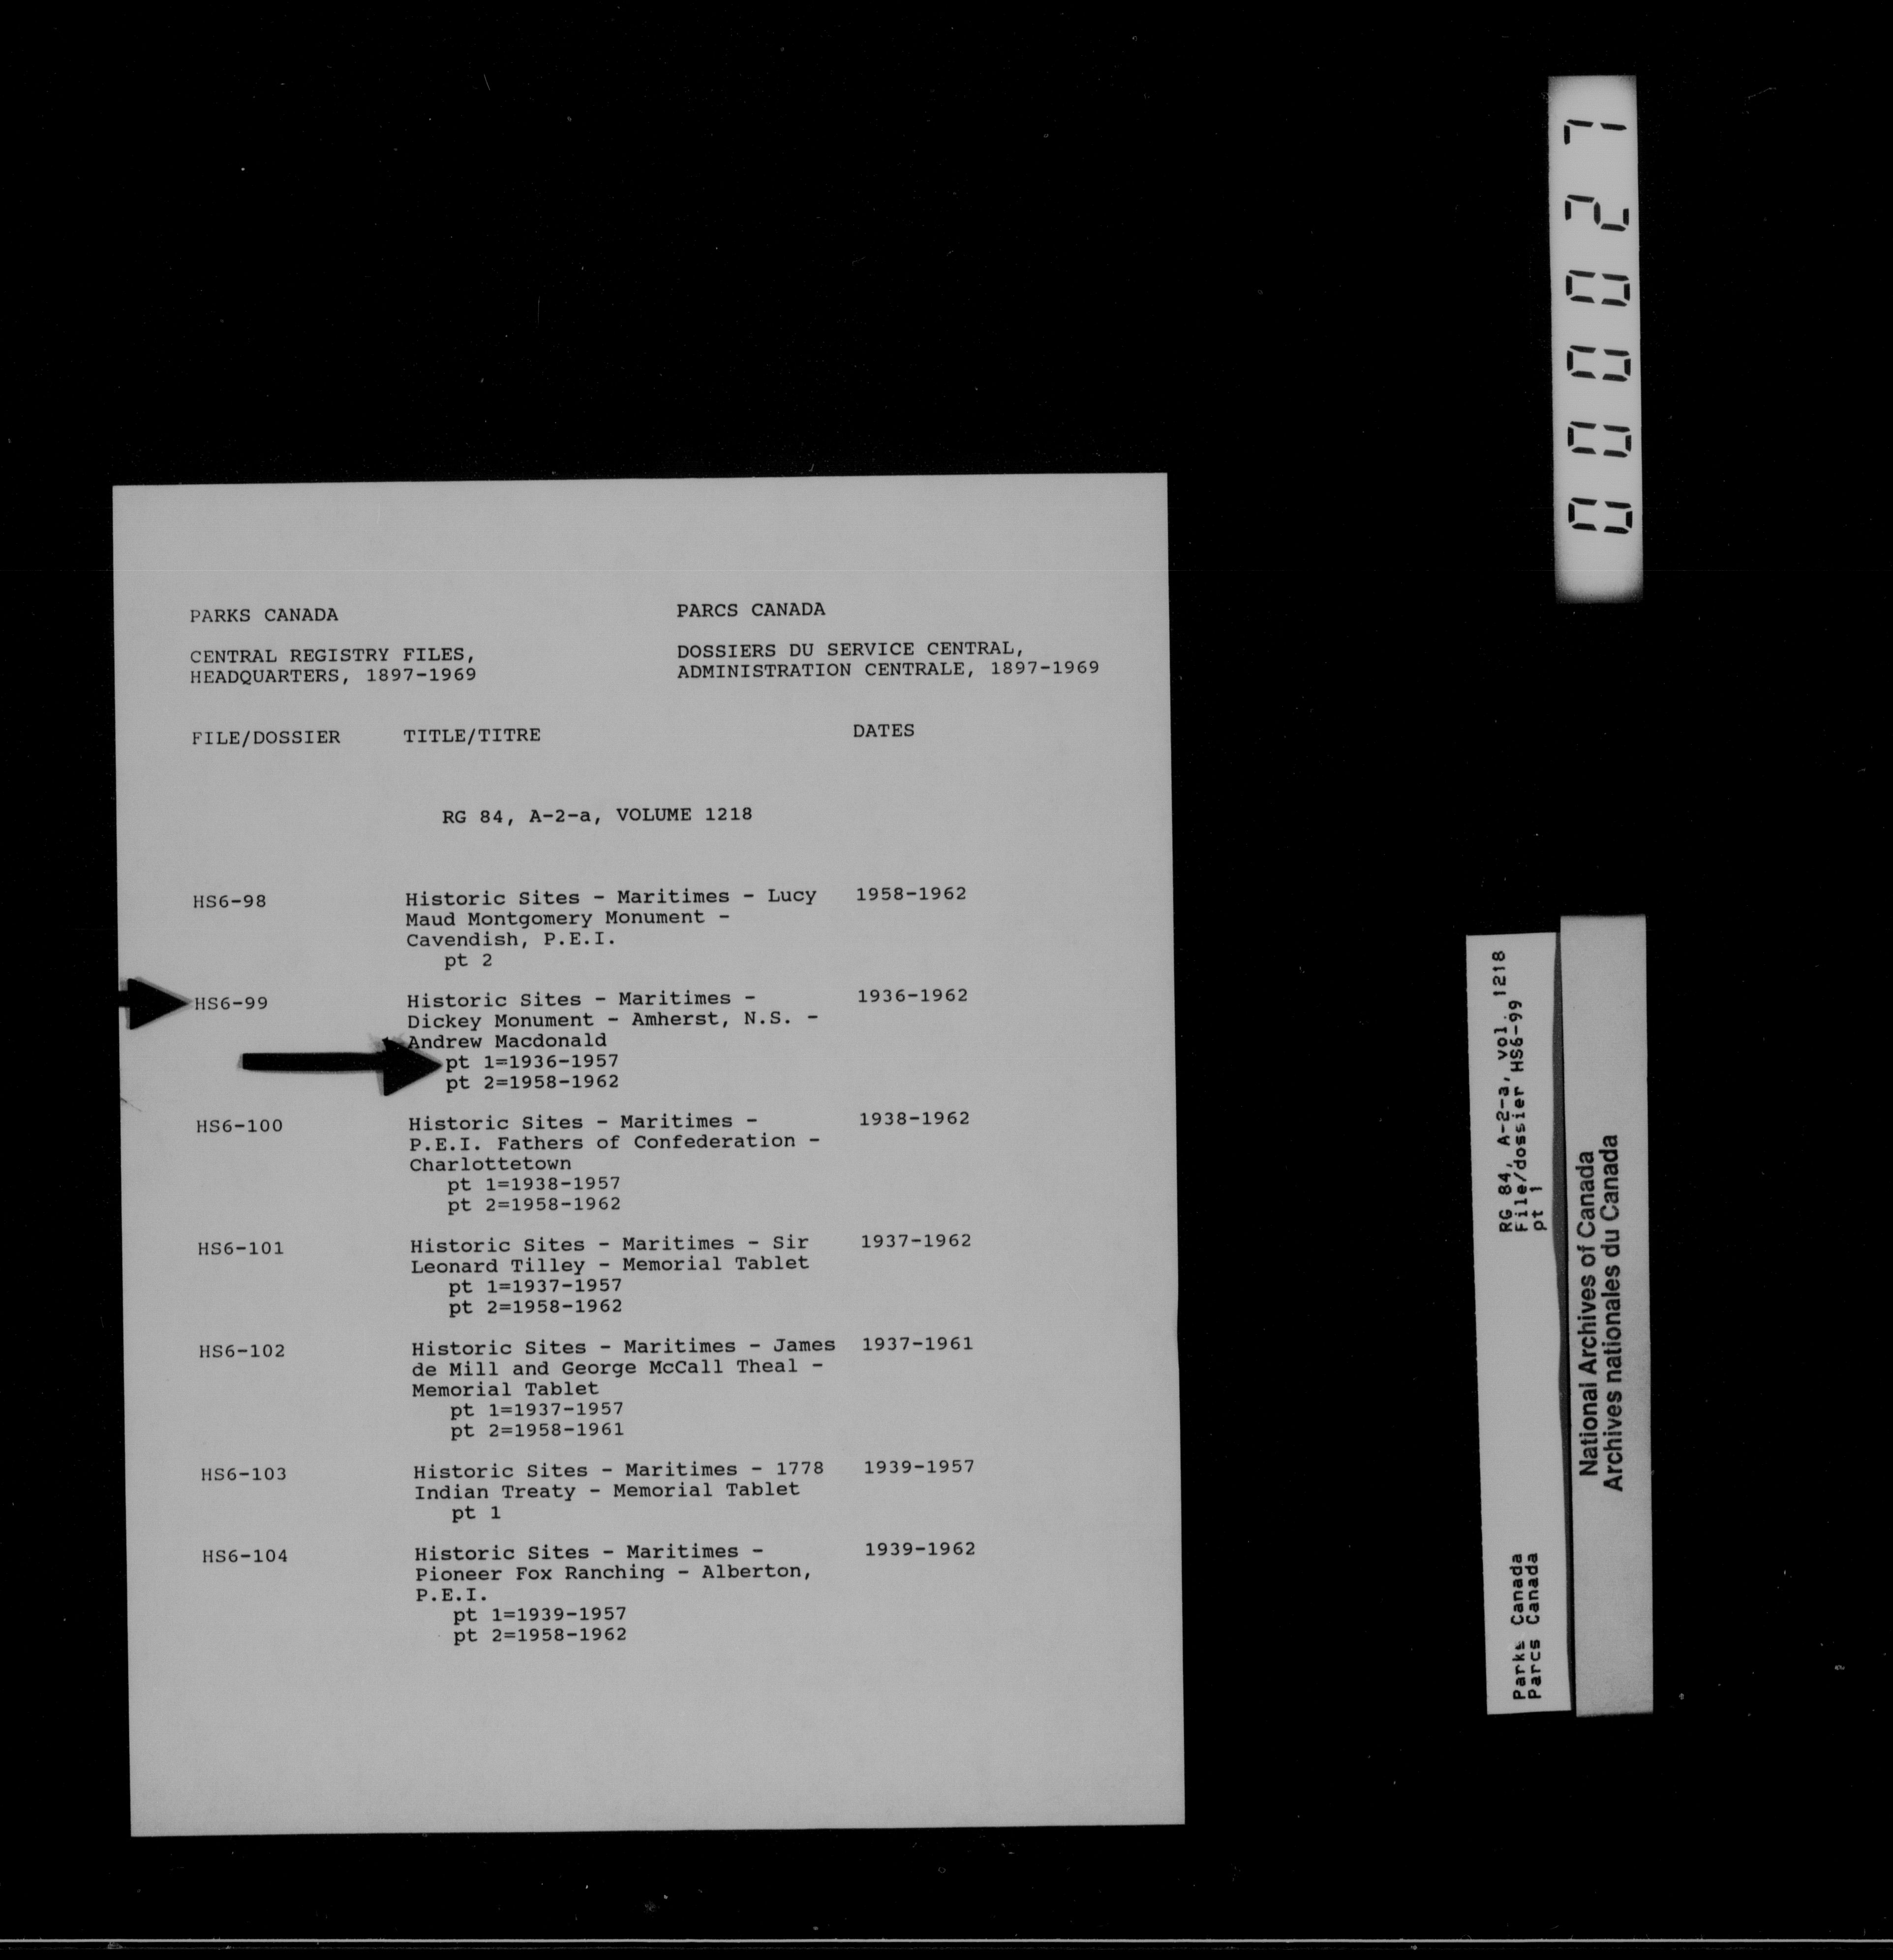 PARKS CANADA
PARCS CANADA
CENTRAL REGISTRY FILES,
HEADQUARTERS, 1897-1969
DOSSIERS DU SERVICE CENTRAL,
ADMINISTRATION CENTRALE, 1897-1969
FILE/DOSSIER TITLE/TITRE DATES
RG 84, A-2-a, VOLUME 1218
HS6-98 Historic Sites - Maritimes - Lucy 1958-1962
Maud Montgomery Monument -
Cavendish, P.E.I.
pt 2
HS6-99 Historic Sites - Maritimes - 1936-1962
Dickey Monument - Amherst, N.S. -
Andrew Macdonald
pt 1=1936-1957
pt 2=1958-1962
HS6-100 Historic Sites - Maritimes - 1938-1962
P.E.I. Fathers of Confederation -
Charlottetown
pt 1=1938-1957
pt 2=1958-1962
HS6-101 Historic Sites - Maritimes - Sir 1937-1962
Leonard Tilley - Memorial Tablet
pt 1=1937-1957
pt 2=1958-1962
HS6-102 Historic Sites - Maritimes - James 1937-1961
de Mill and George McCall Theal -
Memorial Tablet
pt 1=1937-1957
pt 2=1958-1961
HS6-103 Historic Sites - Maritimes - 1778 1939-1957
Indian Treaty - Memorial Tablet
pt 1
HS6-104 Historic Sites - Maritimes - 1939-1962
Pioneer Fox Ranching - Alberton,
P.E.I.
pt 1=1939-1957
pt 2=1958-1962
000027
Parks Canada
Parcs Canada
RG 84, A-2-a, vol. 1218
File/dossier HS6-99
pt 1
National Archives of Canada
Archives nationales du Canada